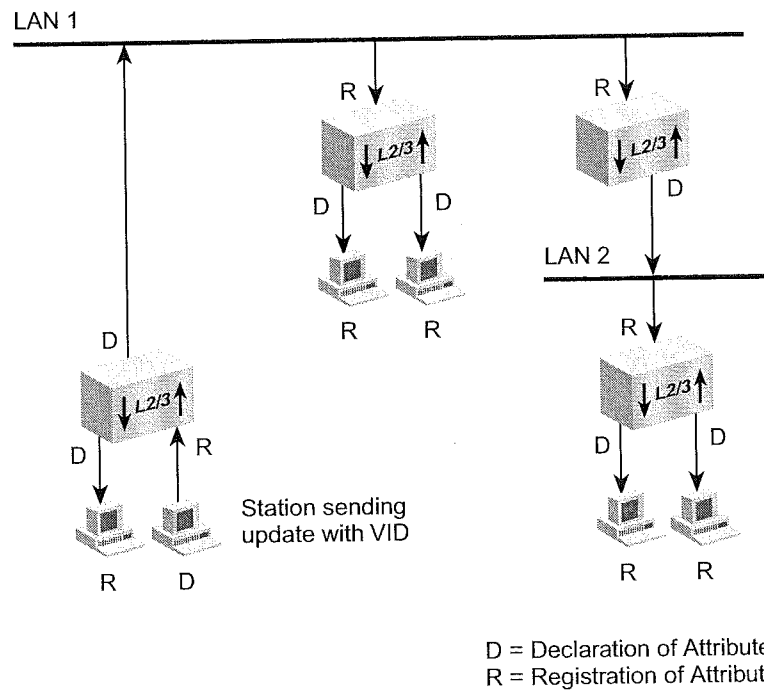 LAN 1
R
R
L2/3
L2/3
D
D
D
LAN 2
R
R
D
R
L2/3
L2/3
D
R
D
D
Station sending
update with VID
R
D
R
R
D = Declaration of Attribute
R = Registration of Attribut